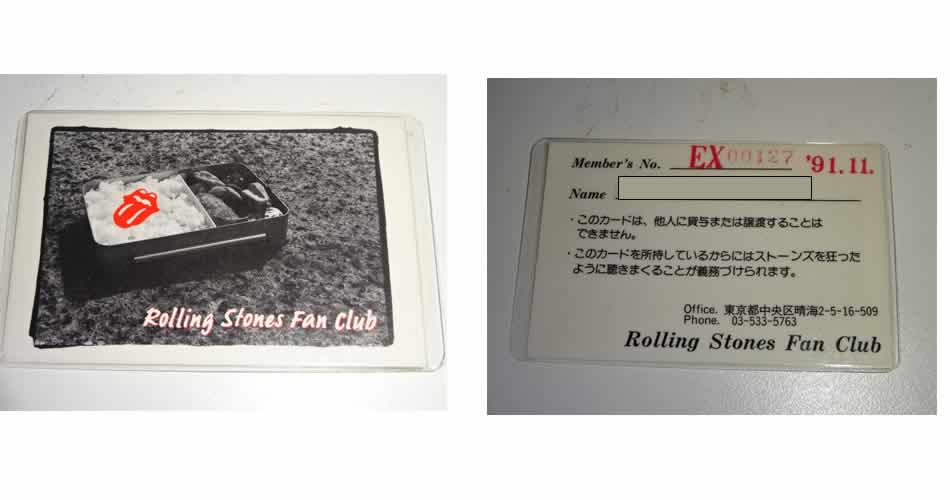 Rolling Stones Fan Club
Member's No. EX00127 '91.11.
Name
・このカードは、他人に貸与または譲渡することは
できません。
・このカードを所持しているからにはストーンズを狂った
ように聴きまくることが義務づけられます。
Office. 東京都中央区晴海2-5-16-509
Phone. 03-533-5763
Rolling Stones Fan Club